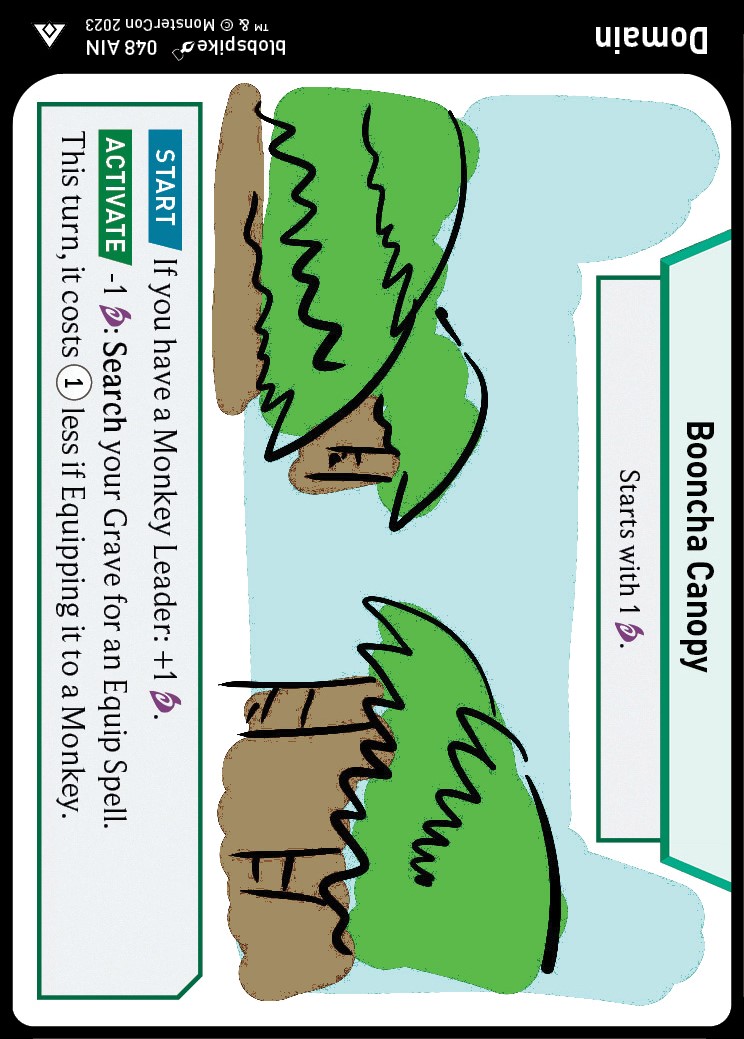 Booncha Canopy
Starts with 1 .
START If you have a Monkey Leader: +1 .
ACTIVATE -1 : Search your Grave for an Equip Spell.
This turn, it costs 1 less if Equipping it to a Monkey.
Domain
blobspike 048 AIN
™ & © MonsterCon 2023